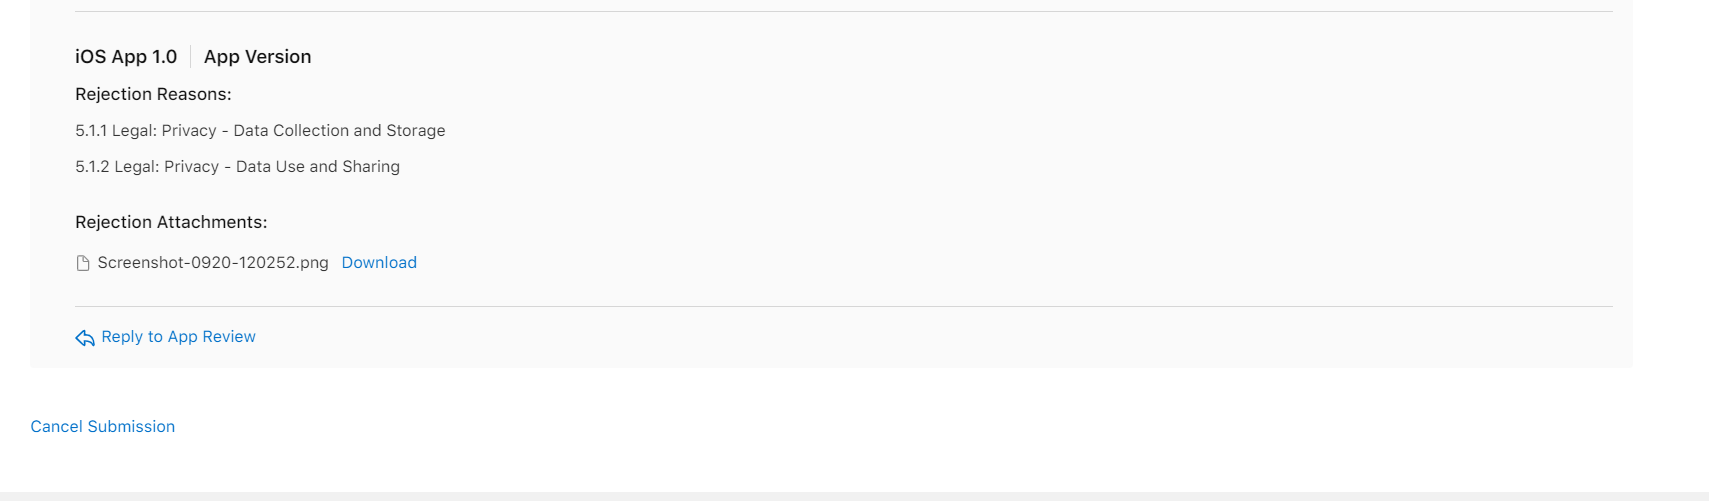 iOS App 1.0 App Version
Rejection Reasons:
5.1.1 Legal: Privacy - Data Collection and Storage
5.1.2 Legal: Privacy - Data Use and Sharing
Rejection Attachments:
Screenshot-0920-120252.png Download
Reply to App Review
Cancel Submission